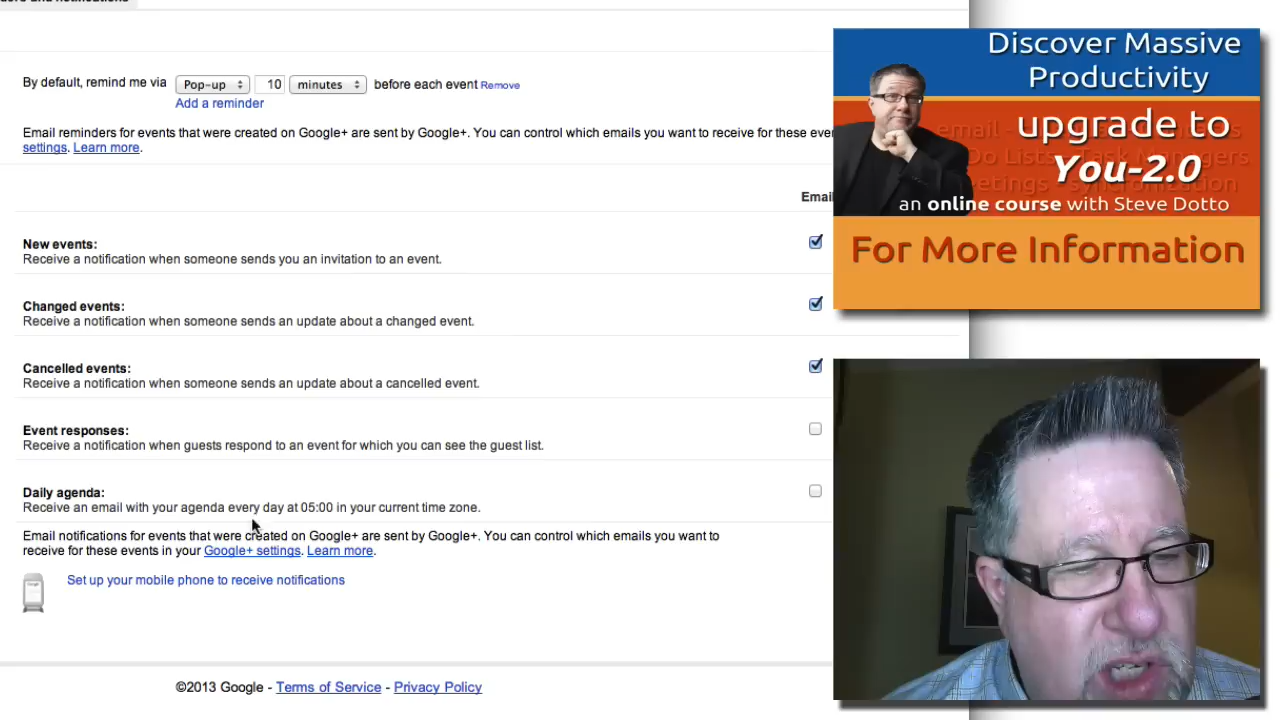 By default, remind me via Pop-up 10 minutes before each event Remove
Add a reminder
Email reminders for events that were created on Google+ are sent by Google+. You can control which emails you want to receive for these
settings. Learn more.
Email
New events:
Receive a notification when someone sends you an invitation to an event.
Changed events:
Receive a notification when someone sends an update about a changed event.
Cancelled events:
Receive a notification when someone sends an update about a cancelled event.
Event responses:
Receive a notification when guests respond to an event for which you can see the guest list.
Daily agenda:
Receive an email with your agenda every day at 05:00 in your current time zone.
Email notifications for events that were created on Google+ are sent by Google+. You can control which emails you want to
receive for these events in your Google+ settings. Learn more.
Set up your mobile phone to receive notifications
©2013 Google - Terms of Service - Privacy Policy
Discover Massive
Productivity
upgrade to
You-2.0
an online course with Steve Dotto
For More Information